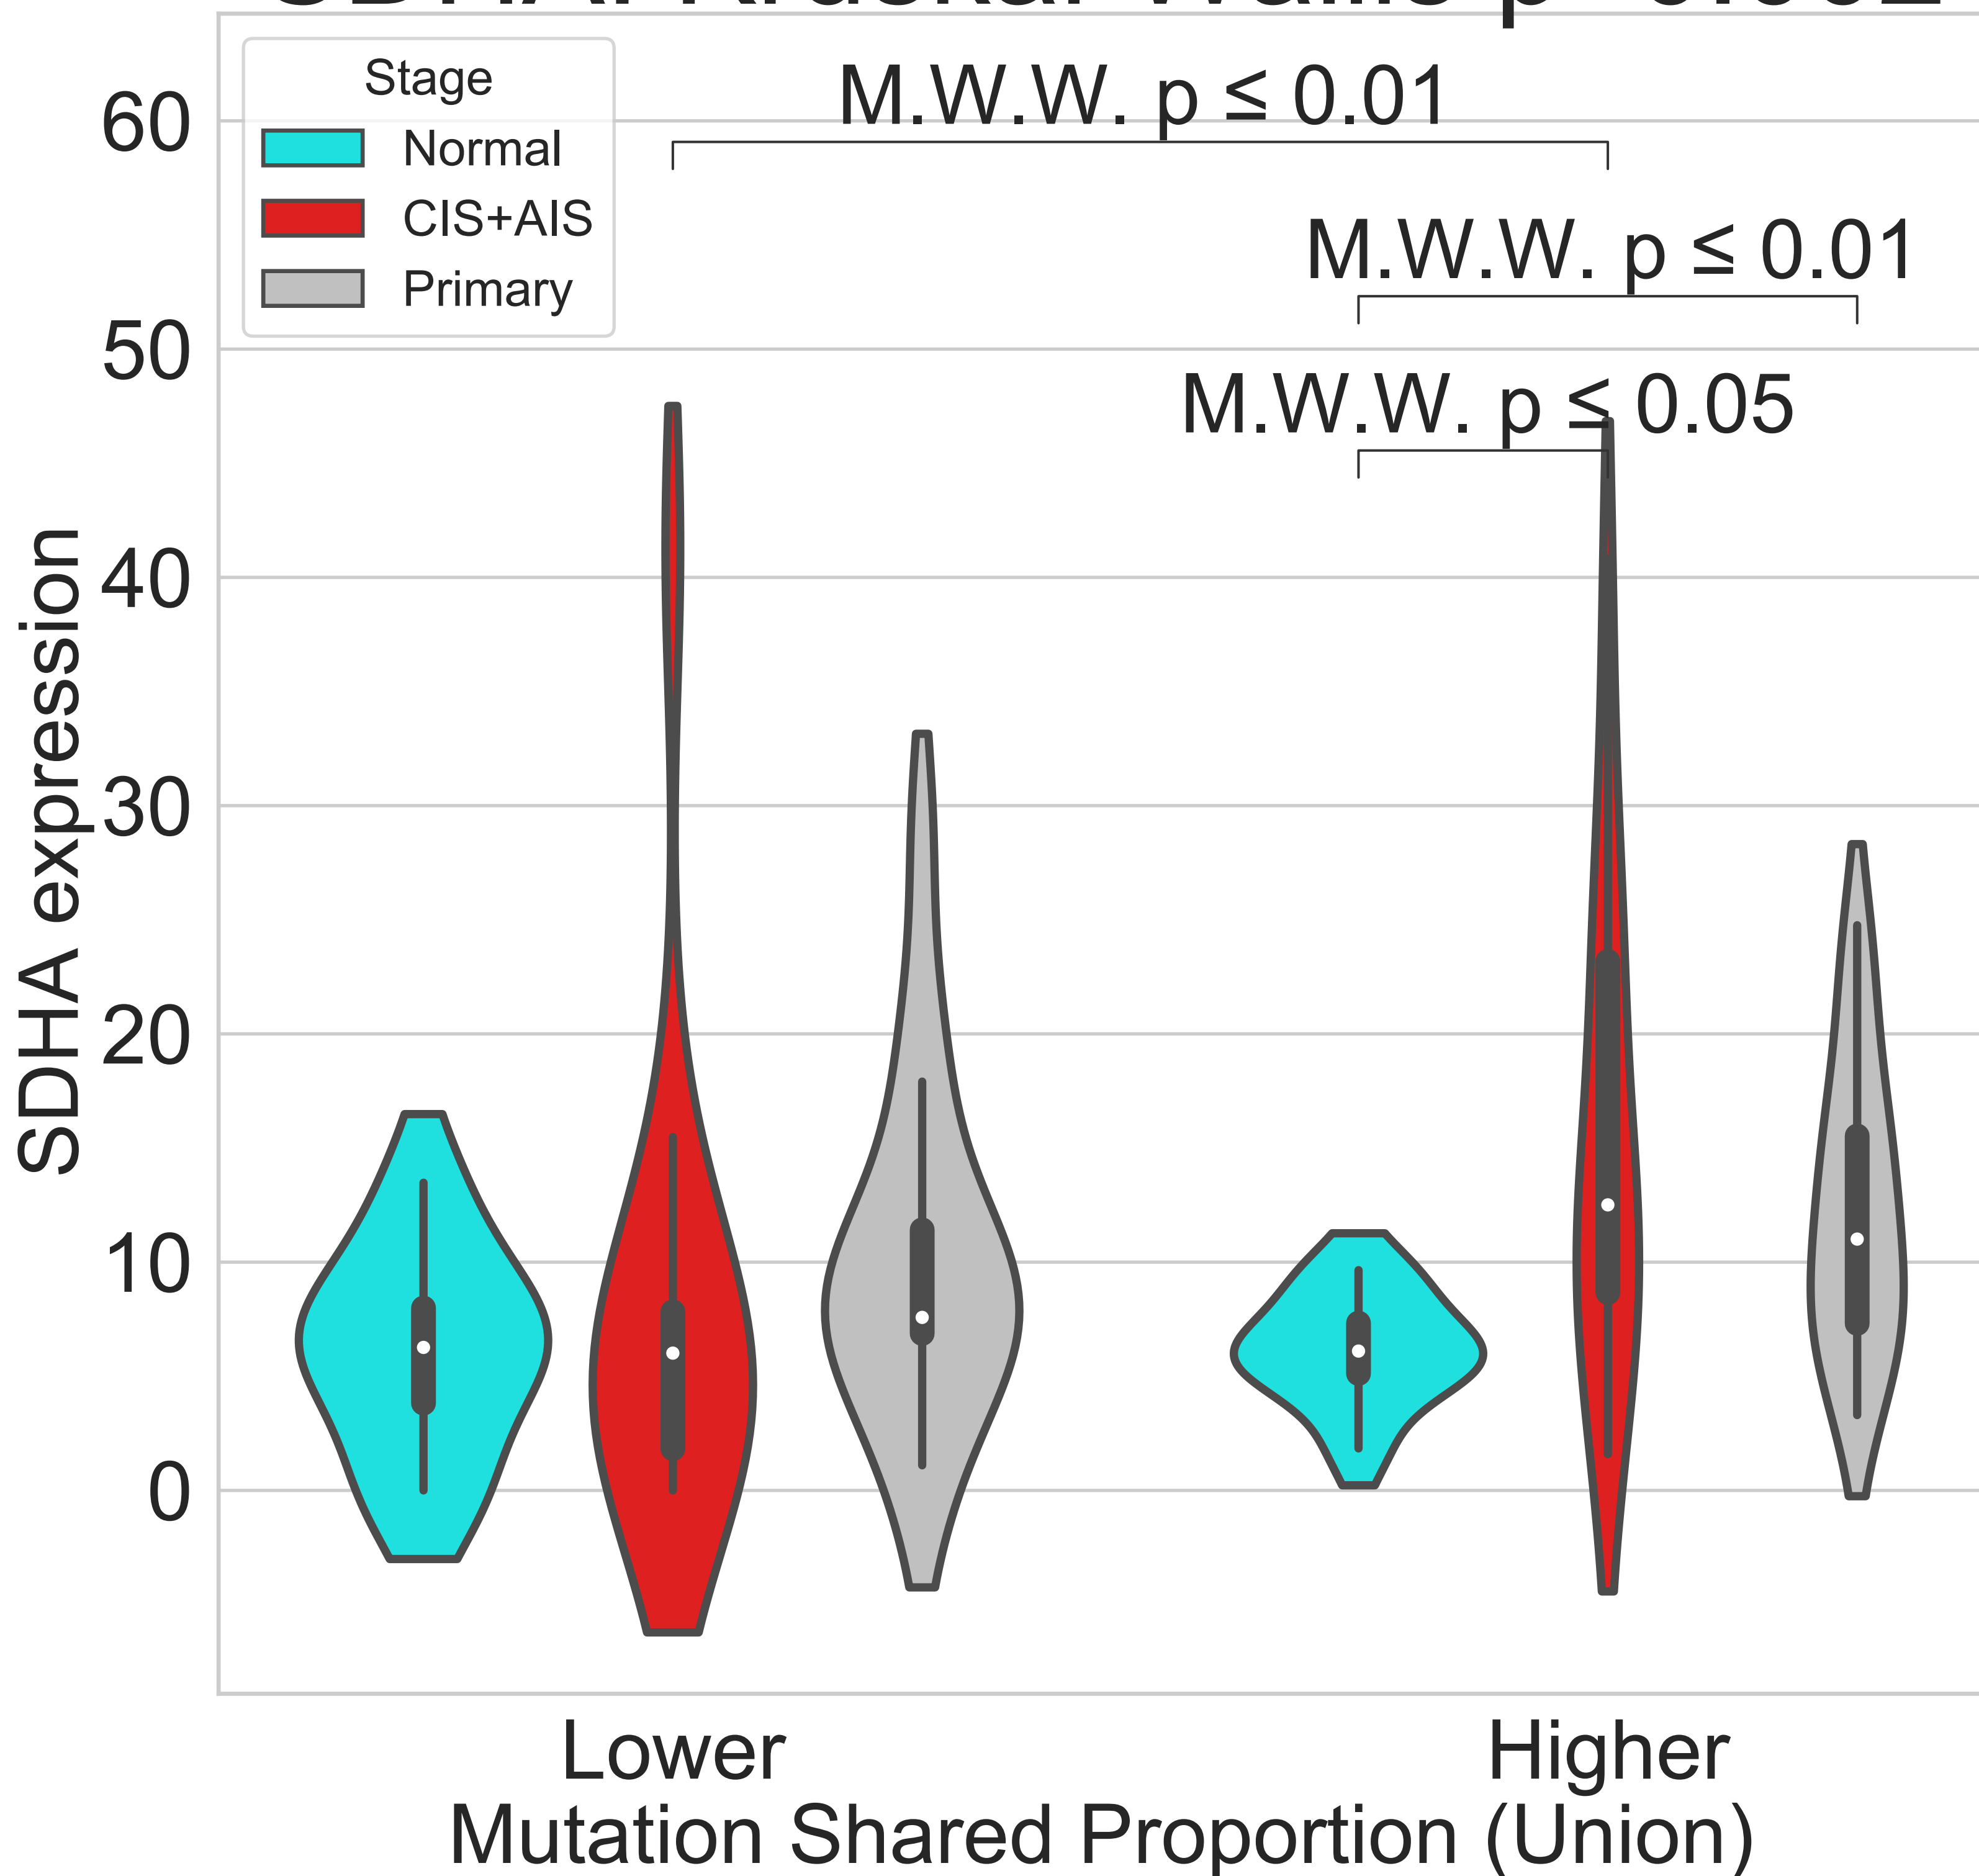 Stage
Normal
CIS+AIS
Primary
M.W.W. p ≤ 0.01
M.W.W. p ≤ 0.01
M.W.W. p ≤ 0.05
SDHA expression
60
50
40
30
20
10
0
Lower
Higher
Mutation Shared Proportion (Union)